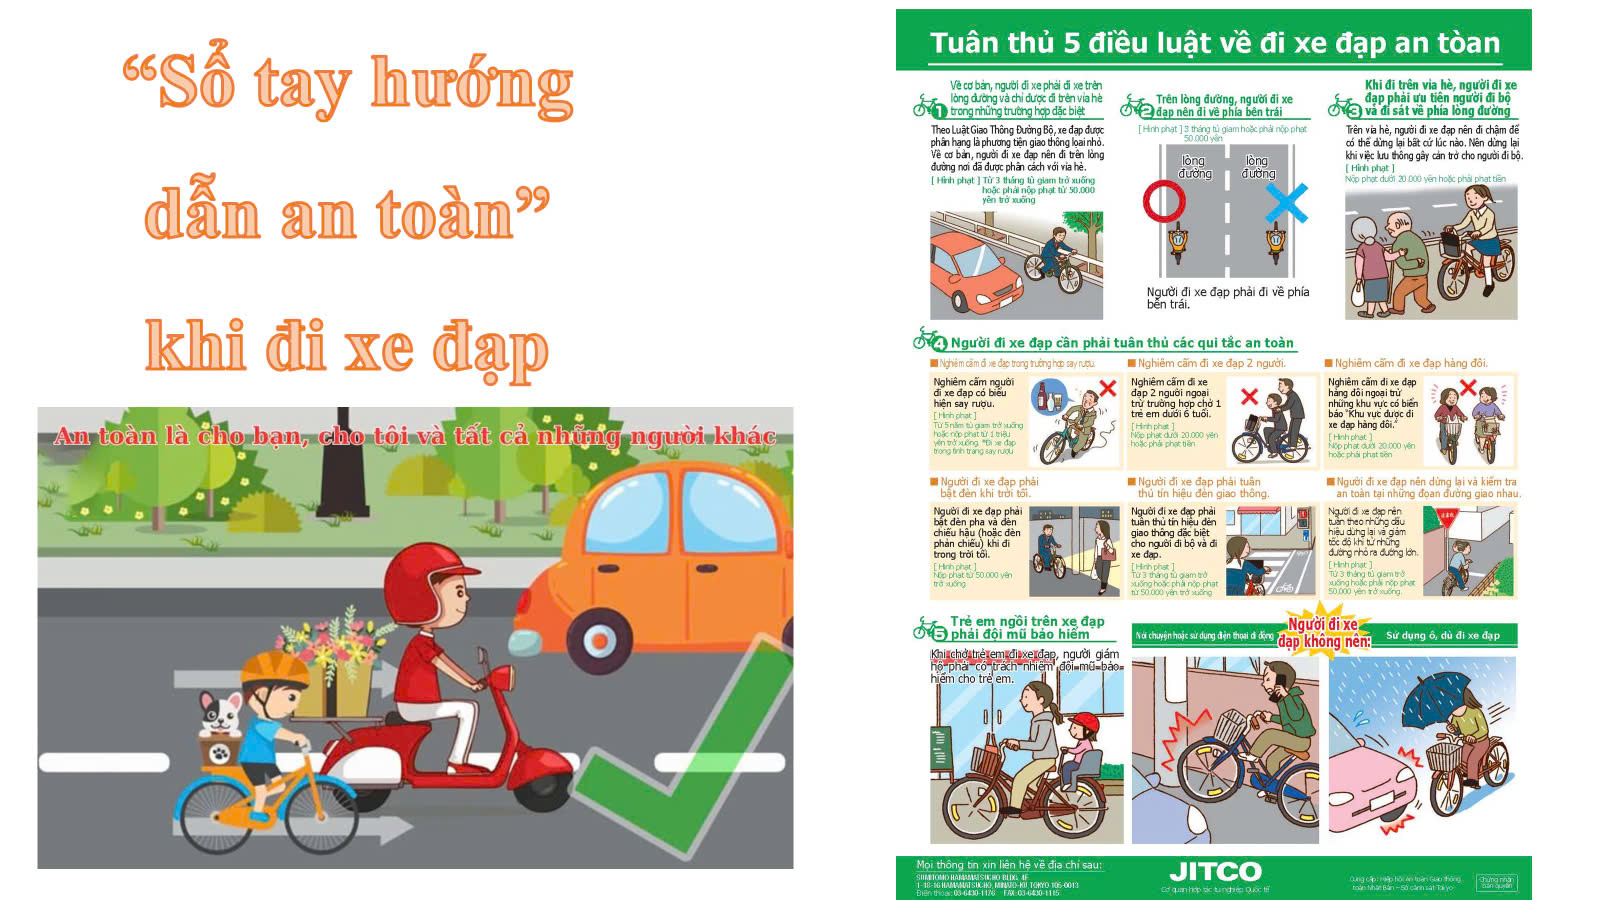 “Sổ tay hướng
dẫn an toàn”
khi đi xe đạp
An toàn là cho bạn, cho tôi và tất cả những người khác
Tuân thủ 5 điều luật về đi xe đạp an tòan
1
Về cơ bản, người đi xe phải đi xe trên
lòng đường và chỉ được đi trên vỉa hè
trong những trường hợp đặc biệt
Theo Luật Giao Thông Đường Bộ, xe đạp được
phân hạng là phương tiện giao thông loại nhỏ.
Về cơ bản, người đi xe đạp nên đi trên lòng
đường nơi đã được phân cách với vỉa hè.
[ Hình phạt ] Từ 3 tháng tù giam trở xuống
hoặc phải nộp phạt từ 50.000
yên trở xuống
2
Trên lòng đường, người đi xe
đạp nên đi về phía bên trái
[ Hình phạt ] 3 tháng tù giam hoặc phải nộp phạt
50.000 yên
lòng
đường
lòng
đường
Người đi xe đạp phải đi về phía
bên trái.
3
Khi đi trên vỉa hè, người đi xe
đạp phải ưu tiên người đi bộ
và đi sát về phía lòng đường
Trên vỉa hè, người đi xe đạp nên đi chậm để
có thể dừng lại bất cứ lúc nào. Nên dừng lại
khi việc lưu thông gây cản trở cho người đi bộ.
[ Hình phạt ]
Nộp phạt dưới 20.000 yên hoặc phải phạt tiền
4
Người đi xe đạp cần phải tuân thủ các qui tắc an toàn
Nghiêm cấm đi xe đạp trong trường hợp say rượu.
Nghiêm cấm người
đi xe đạp có biểu
hiện say rượu.
[ Hình phạt ]
Từ 5 năm tù giam trở xuống
hoặc nộp phạt từ 1 triệu
yên trở xuống. *Đi xe đạp
trong tình trạng say rượu
Nghiêm cấm đi xe đạp 2 người.
Nghiêm cấm đi xe
đạp 2 người ngoại
trừ trường hợp chở 1
trẻ em dưới 6 tuổi.
[ Hình phạt ]
Nộp phạt dưới 20.000 yên
hoặc phải phạt tiền
Nghiêm cấm đi xe đạp hàng đôi.
Nghiêm cấm đi xe đạp
hàng đôi ngoại trừ
những khu vực có biển
báo “Khu vực được đi
xe đạp hàng đôi.”
[ Hình phạt ]
Nộp phạt dưới 20.000 yên
hoặc phải phạt tiền
Người đi xe đạp phải
bật đèn khi trời tối.
Người đi xe đạp phải
bật đèn pha và đèn
chiếu hậu (hoặc đèn
phản chiếu) khi đi
trong trời tối.
[ Hình phạt ]
Nộp phạt từ 50.000 yên
trở xuống
Người đi xe đạp phải tuân
thủ tín hiệu đèn giao thông.
Người đi xe đạp phải
tuân thủ tín hiệu đèn
giao thông đặc biệt
cho người đi bộ và đi
xe đạp.
[ Hình phạt ]
Từ 3 tháng tù giam trở
xuống hoặc phải nộp phạt
từ 50.000 yên trở xuống
Người đi xe đạp nên dừng lại và kiểm tra
an toàn tại những đoạn đường giao nhau.
Người đi xe đạp nên
tuân theo những dấu
hiệu dừng lại và giảm
tốc độ khi từ những
đường nhỏ ra đường lớn.
[ Hình phạt ]
Từ 3 tháng tù giam trở
xuống hoặc phải nộp phạt
50.000 yên trở xuống.
5
Trẻ em ngồi trên xe đạp
phải đội mũ bảo hiểm
Khi chở trẻ em đi xe đạp, người giám
hộ phải có trách nhiệm đội mũ bảo
hiểm cho trẻ em.
Nói chuyện hoặc sử dụng điện thoại di động
Người đi xe
đạp không nên:
Sử dụng ô, dù đi xe đạp
Mọi thông tin xin liên hệ về địa chỉ sau:
SUMITOMO HAMAMATSUCHO BLDG. 4F
1-18-16 HAMAMATSUCHO, MINATO-KU TOKYO 105-0013
Điện thoại: 03-6430-1176 FAX: 03-6430-1115
JITCO
Cơ quan hợp tác tu nghiệp Quốc tế
Cung cấp: Hiệp hội An toàn Giao thông
toàn Nhật Bản – Sở cảnh sát Tokyo
Chứng nhận
bản quyền